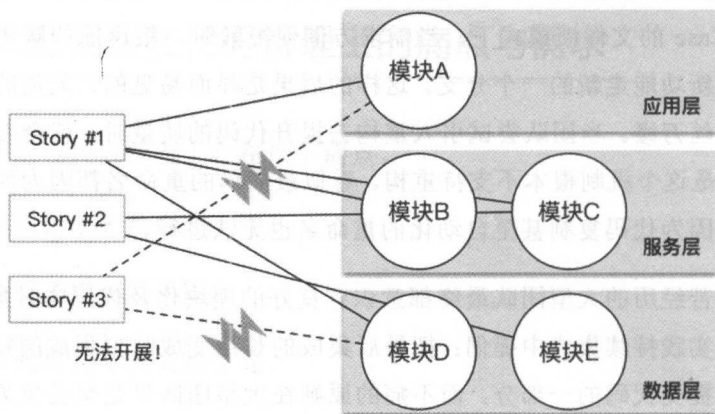 模块A
应用层
Story #1
模块B
模块C
Story #2
服务层
Story #3
无法开展!
模块D
模块E
数据层